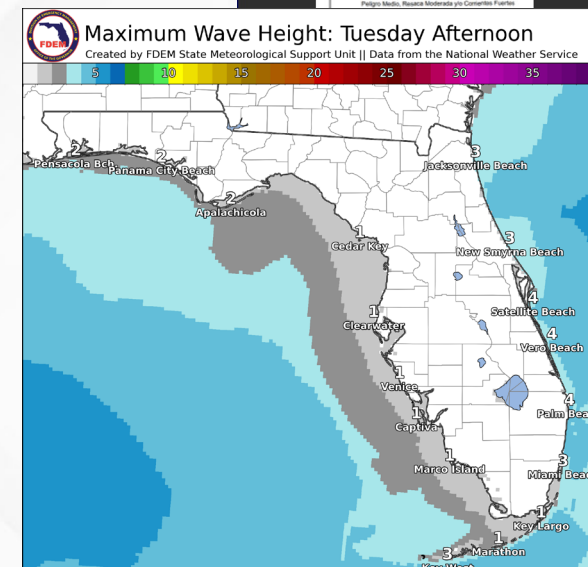 Peligro Medio, Resaca Moderada y/o Corrientes Fuertes
FDEM
Maximum Wave Height: Tuesday Afternoon
Created by FDEM State Meteorological Support Unit || Data from the National Weather Service
5 10 15 20 25 30 35
2
Pensacola Bch
2
Panama City Beach
2
Apalachicola
3
Jacksonville Beach
1
Cedar Key
3
New Smyrna Beach
4
Satellite Beach
1
Clearwater
4
Vero Beach
1
Venice
4
Palm Bea
1
Captiva
1
Marco Island
3
Miami Beac
1
Key Largo
1
Marathon
3
Key West